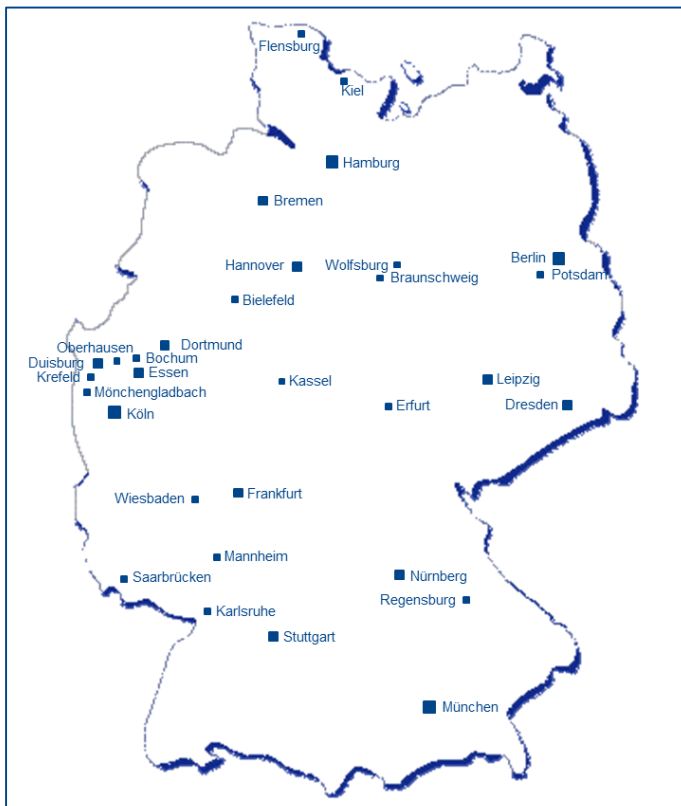 Flensburg
Kiel
Hamburg
Bremen
Berlin
Hannover
Wolfsburg
Potsdam
Braunschweig
Bielefeld
Dortmund
Oberhausen
Bochum
Duisburg
Essen
Krefeld
Kassel
Leipzig
Mönchengladbach
Erfurt
Dresden
Köln
Frankfurt
Wiesbaden
Mannheim
Saarbrücken
Nürnberg
Regensburg
Karlsruhe
Stuttgart
München